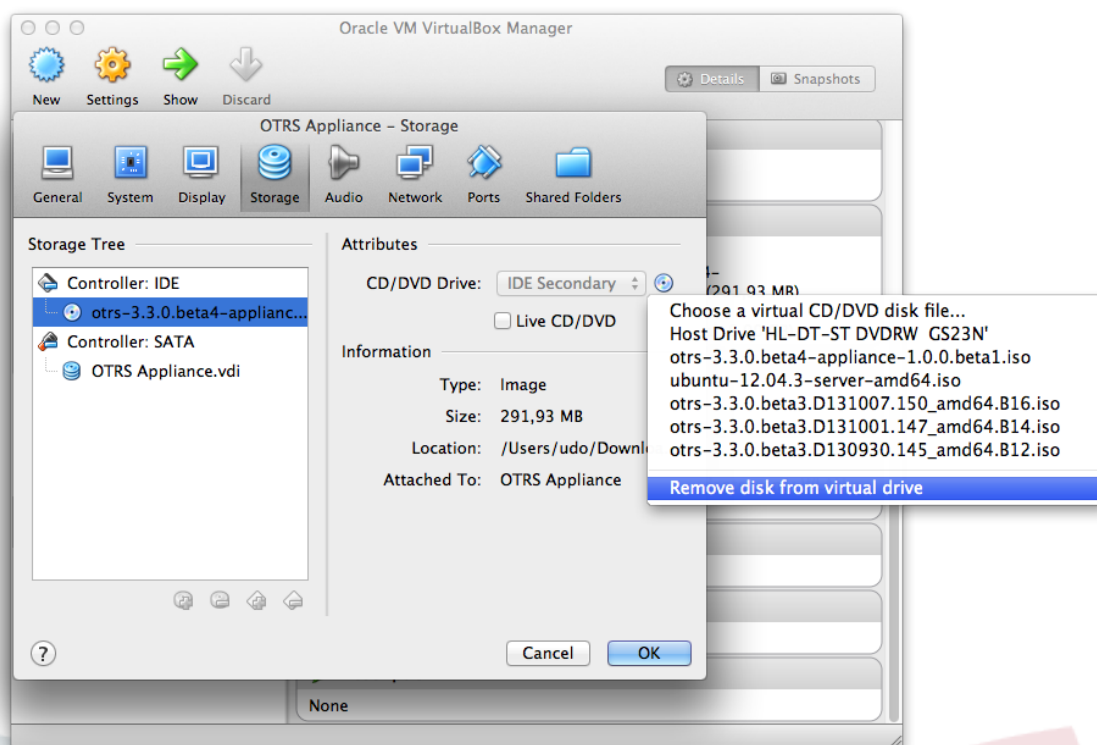 Oracle VM VirtualBox Manager
New Settings Show Discard
Details Snapshots
OTRS Appliance – Storage
General System Display Storage Audio Network Ports Shared Folders
Storage Tree
Controller: IDE
otrs-3.3.0.beta4-applianc...
Controller: SATA
OTRS Appliance.vdi
Attributes
CD/DVD Drive: IDE Secondary
Live CD/DVD
Information
Type: Image
Size: 291,93 MB
Location: /Users/udo/Downl
Attached To: OTRS Appliance
(291,93 MB)
Choose a virtual CD/DVD disk file...
Host Drive 'HL-DT-ST DVDRW  GS23N'
otrs-3.3.0.beta4-appliance-1.0.0.beta1.iso
ubuntu-12.04.3-server-amd64.iso
otrs-3.3.0.beta3.D131007.150_amd64.B16.iso
otrs-3.3.0.beta3.D131001.147_amd64.B14.iso
otrs-3.3.0.beta3.D130930.145_amd64.B12.iso
Remove disk from virtual drive
?
Cancel OK
None